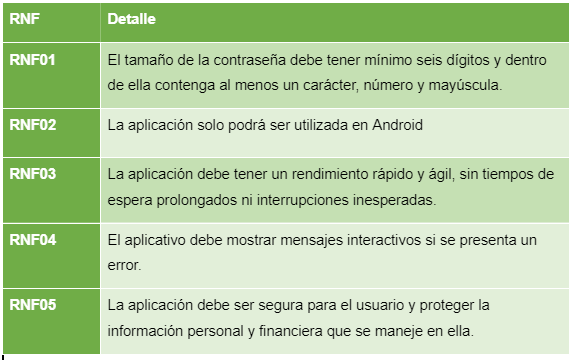 RNF Detalle
RNF01 El tamaño de la contraseña debe tener mínimo seis dígitos y dentro
de ella contenga al menos un carácter, número y mayúscula.
RNF02 La aplicación solo podrá ser utilizada en Android
RNF03 La aplicación debe tener un rendimiento rápido y ágil, sin tiempos de
espera prolongados ni interrupciones inesperadas.
RNF04 El aplicativo debe mostrar mensajes interactivos si se presenta un
error.
RNF05 La aplicación debe ser segura para el usuario y proteger la
información personal y financiera que se maneje en ella.